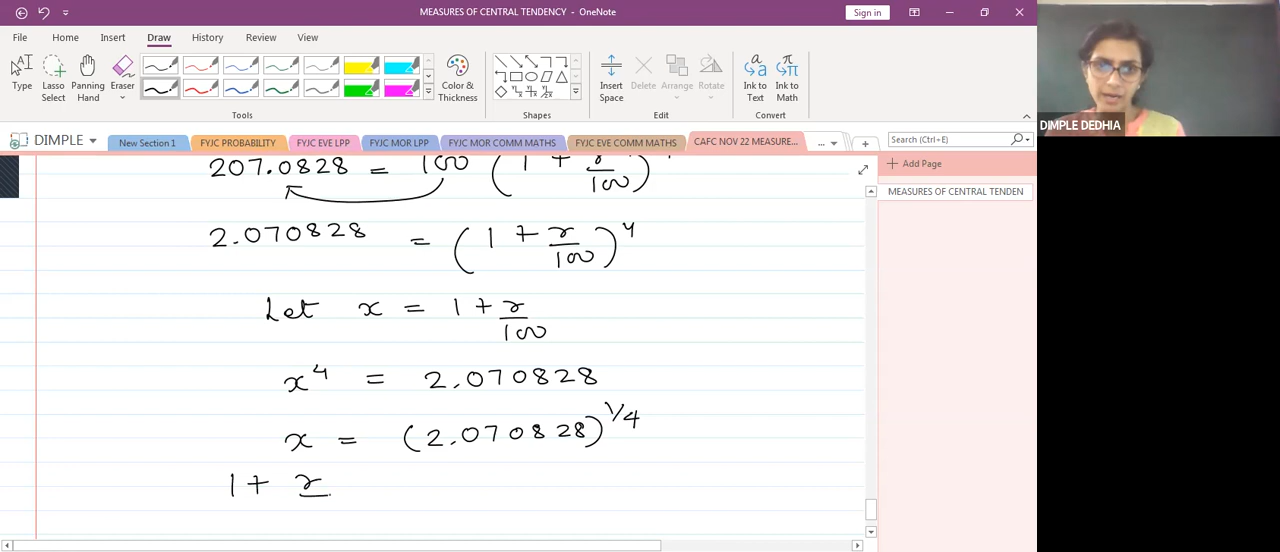 MEASURES OF CENTRAL TENDENCY - OneNote
Sign in
File Home Insert Draw History Review View
Type
Lasso Select
Panning Hand
Eraser
Color & Thickness
Insert Space
Delete
Arrange
Rotate
Ink to Text
Ink to Math
Tools
Shapes
Edit
Convert
DIMPLE
New Section 1
FYJC PROBABILITY
FYJC EVE LPP
FYJC MOR LPP
FYJC MOR COMM MATHS
FYJC EVE COMM MATHS
CAFC NOV 22 MEASURE...
...
Search (Ctrl+E)
Add Page
MEASURES OF CENTRAL TENDEN
DIMPLE DEDHIA
207.0828 = 100 (1 + r/100)
2.070828 = (1 + r/100)^4
Let x = 1 + r/100
x^4 = 2.070828
x = (2.070828)^1/4
1 + r